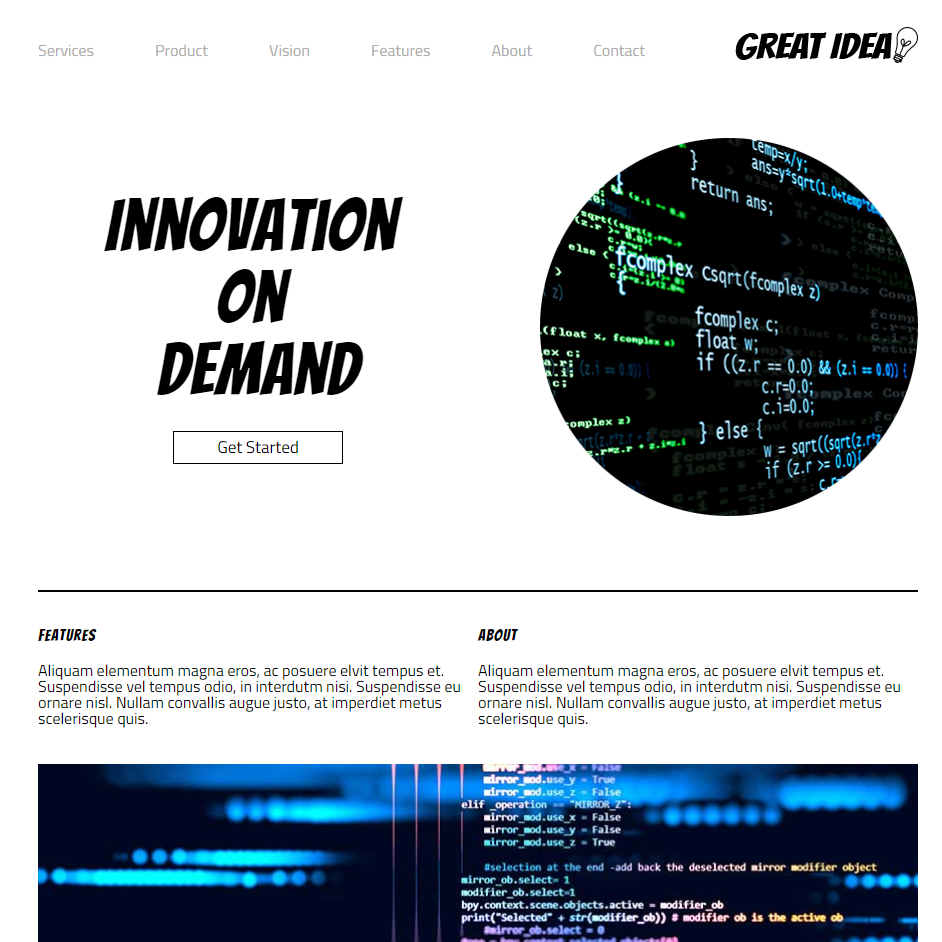 Services Product Vision Features About Contact GREAT IDEA
INNOVATION
ON
DEMAND
Get Started
temp=x/y;
ans=y*sqrt(1.0+temp*te
}
return ans;
fcomplex Csqrt(fcomplex z)
{
fcomplex c;
float w;
if ((z.r == 0.0) && (z.i == 0.0)) {
c.r=0.0;
c.i=0.0;
} else {
w = sqrt((sqrt(z.r*z
if (z.r >= 0.0){
FEATURES
Aliquam elementum magna eros, ac posuere elvit tempus et.
Suspendisse vel tempus odio, in interdutm nisi. Suspendisse eu
ornare nisl. Nullam convallis augue justo, at imperdiet metus
scelerisque quis.
ABOUT
Aliquam elementum magna eros, ac posuere elvit tempus et.
Suspendisse vel tempus odio, in interdutm nisi. Suspendisse eu
ornare nisl. Nullam convallis augue justo, at imperdiet metus
scelerisque quis.
mirror_mod.use_x = False
mirror_mod.use_y = True
mirror_mod.use_z = False
elif _operation == "MIRROR_Z":
mirror_mod.use_x = False
mirror_mod.use_y = False
mirror_mod.use_z = True
#selection at the end -add back the deselected mirror modifier object
mirror_ob.select= 1
modifier_ob.select=1
bpy.context.scene.objects.active = modifier_ob
print("Selected" + str(modifier_ob)) # modifier ob is the active ob
#mirror_ob.select = 0